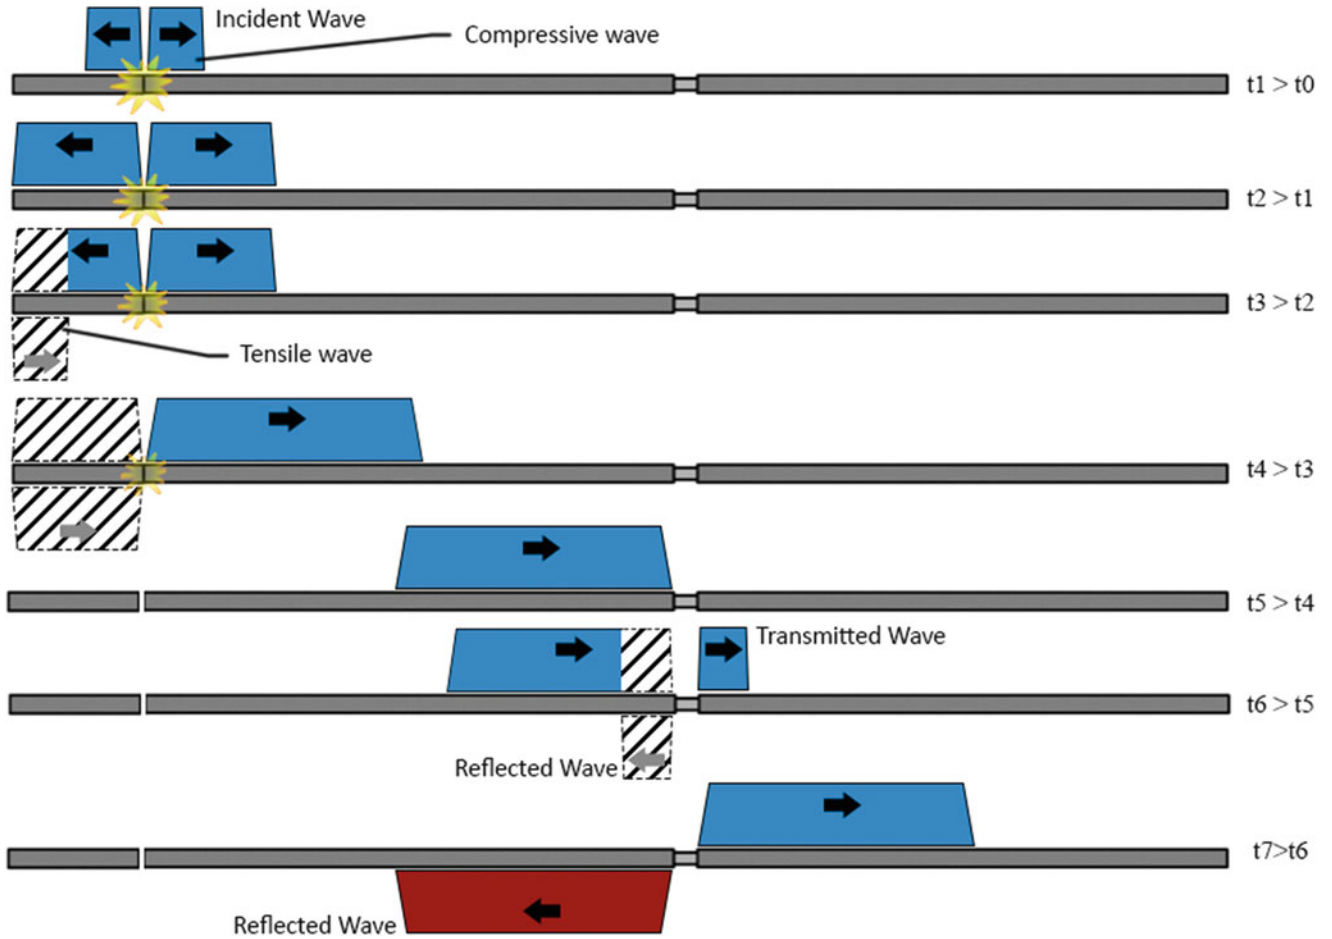 Incident Wave
Compressive wave
t1 > t0
t2 > t1
t3 > t2
Tensile wave
t4 > t3
t5 > t4
Transmitted Wave
t6 > t5
Reflected Wave
t7>t6
Reflected Wave